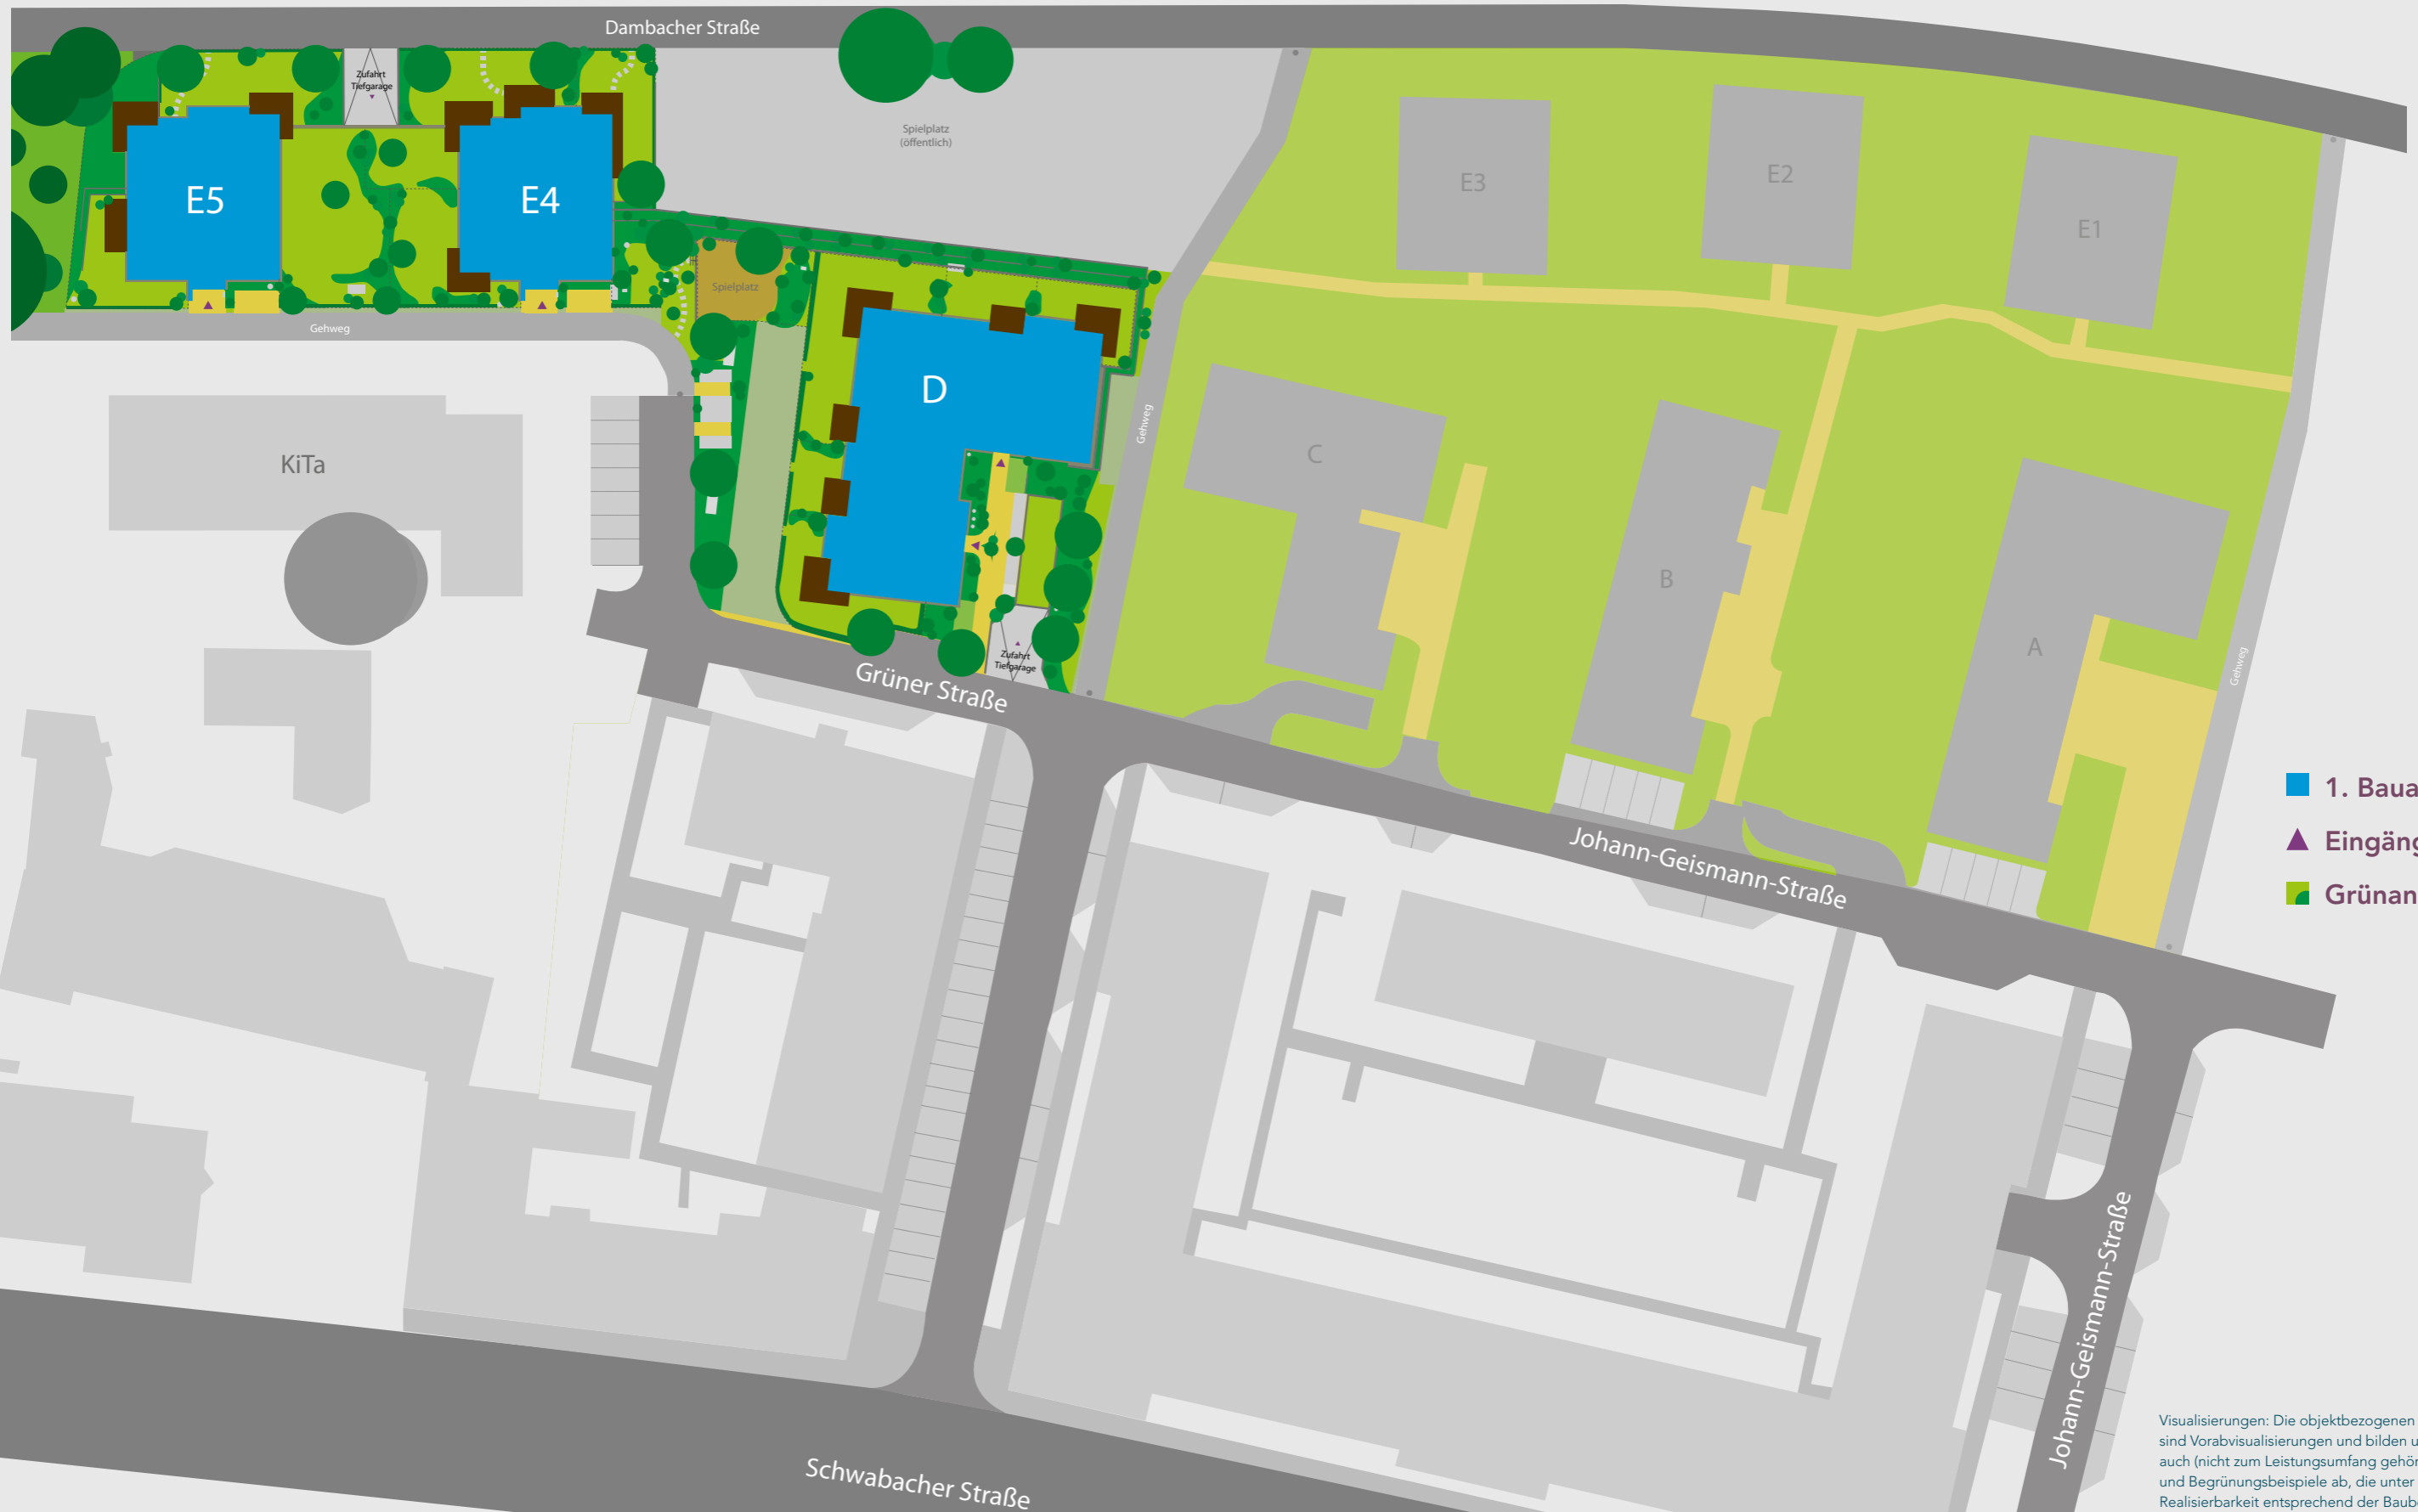 Dambacher Straße
Zufahrt
Tiefgarage
Spielplatz
(öffentlich)
E5
E4
E3
E2
E1
Spielplatz
Gehweg
D
Gehweg
C
KiTa
B
A
Gehweg
Zufahrt
Tiefgarage
Grüner Straße
1. Baua
Eingäng
Grünan
Johann-Geismann-Straße
Johann-Geismann-Straße
Schwabacher Straße
Visualisierungen: Die objektbezogenen
sind Vorabvisualisierungen und bilden u
auch (nicht zum Leistungsumfang gehör
und Begrünungsbeispiele ab, die unter
Realisierbarkeit entsprechend der Baub